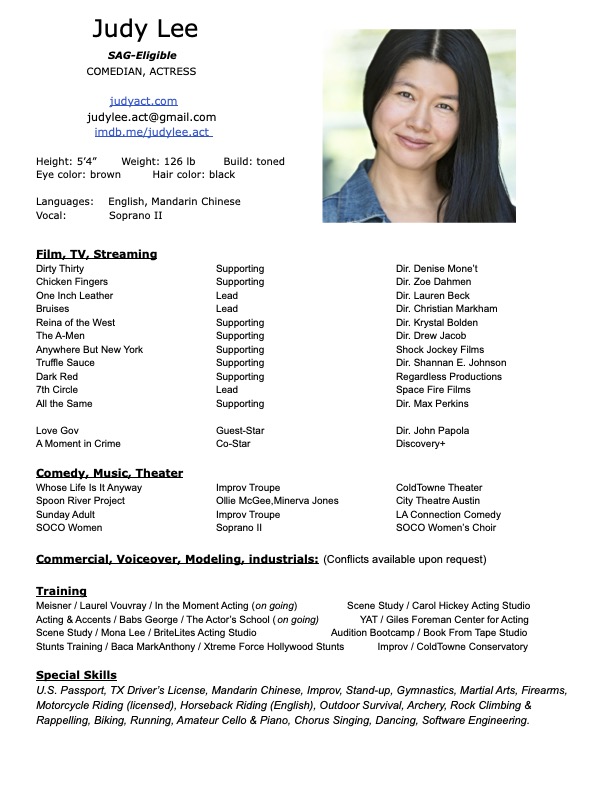 Judy Lee
SAG-Eligible
COMEDIAN, ACTRESS
judyact.com
judylee.act@gmail.com
imdb.me/judylee.act
Height: 5’4” Weight: 126 lb Build: toned
Eye color: brown Hair color: black
Languages: English, Mandarin Chinese
Vocal: Soprano II
Film, TV, Streaming
Dirty Thirty Supporting Dir. Denise Mone’t
Chicken Fingers Supporting Dir. Zoe Dahmen
One Inch Leather Lead Dir. Lauren Beck
Bruises Lead Dir. Christian Markham
Reina of the West Supporting Dir. Krystal Bolden
The A-Men Supporting Dir. Drew Jacob
Anywhere But New York Supporting Shock Jockey Films
Truffle Sauce Supporting Dir. Shannan E. Johnson
Dark Red Supporting Regardless Productions
7th Circle Lead Space Fire Films
All the Same Supporting Dir. Max Perkins
Love Gov Guest-Star Dir. John Papola
A Moment in Crime Co-Star Discovery+
Comedy, Music, Theater
Whose Life Is It Anyway Improv Troupe ColdTowne Theater
Spoon River Project Ollie McGee,Minerva Jones City Theatre Austin
Sunday Adult Improv Troupe LA Connection Comedy
SOCO Women Soprano II SOCO Women’s Choir
Commercial, Voiceover, Modeling, industrials: (Conflicts available upon request)
Training
Meisner / Laurel Vouvray / In the Moment Acting (on going) Scene Study / Carol Hickey Acting Studio
Acting & Accents / Babs George / The Actor’s School ( on going) YAT / Giles Foreman Center for Acting
Scene Study / Mona Lee / BriteLites Acting Studio Audition Bootcamp / Book From Tape Studio
Stunts Training / Baca MarkAnthony / Xtreme Force Hollywood Stunts Improv / ColdTowne Conservatory
Special Skills
U.S. Passport, TX Driver’s License, Mandarin Chinese, Improv, Stand-up, Gymnastics, Martial Arts, Firearms,
Motorcycle Riding (licensed), Horseback Riding (English), Outdoor Survival, Archery, Rock Climbing &
Rappelling, Biking, Running, Amateur Cello & Piano, Chorus Singing, Dancing, Software Engineering.